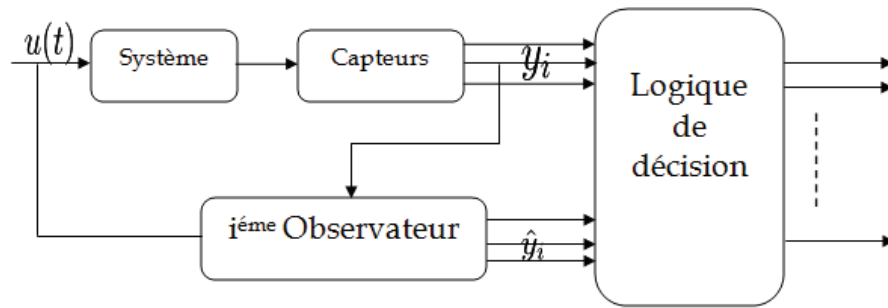 u(t)
Système
Capteurs
y_i
Logique
de
décision
iéme Observateur
ŷ_i